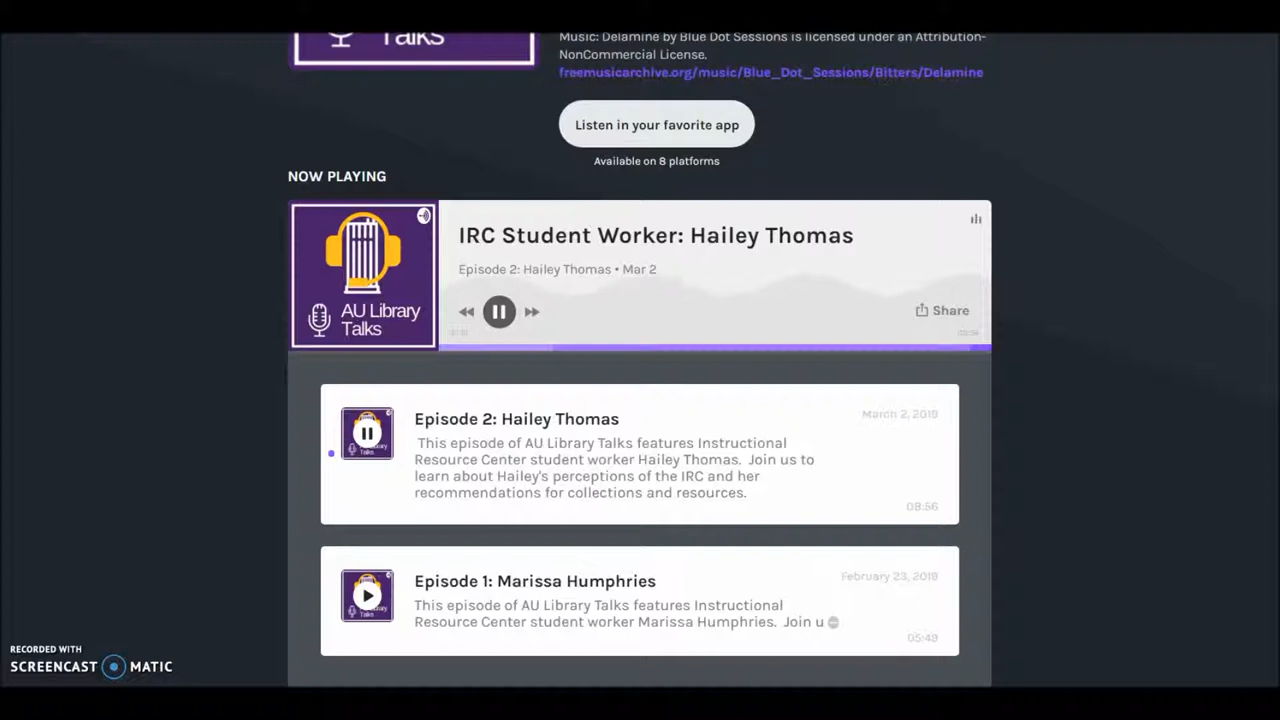 Talks
Music: Delamine by Blue Dot Sessions is licensed under an Attribution-
NonCommercial License.
freemusicarchive.org/music/Blue_Dot_Sessions/Bitters/Delamine
Listen in your favorite app
Available on 8 platforms
NOW PLAYING
AU Library
Talks
IRC Student Worker: Hailey Thomas
Episode 2: Hailey Thomas • Mar 2
Share
Episode 2: Hailey Thomas
March 2, 2019
This episode of AU Library Talks features Instructional
Resource Center student worker Hailey Thomas. Join us to
learn about Hailey's perceptions of the IRC and her
recommendations for collections and resources.
08:56
Episode 1: Marissa Humphries
February 23, 2019
This episode of AU Library Talks features Instructional
Resource Center student worker Marissa Humphries. Join u
05:49
RECORDED WITH
SCREENCAST MATIC